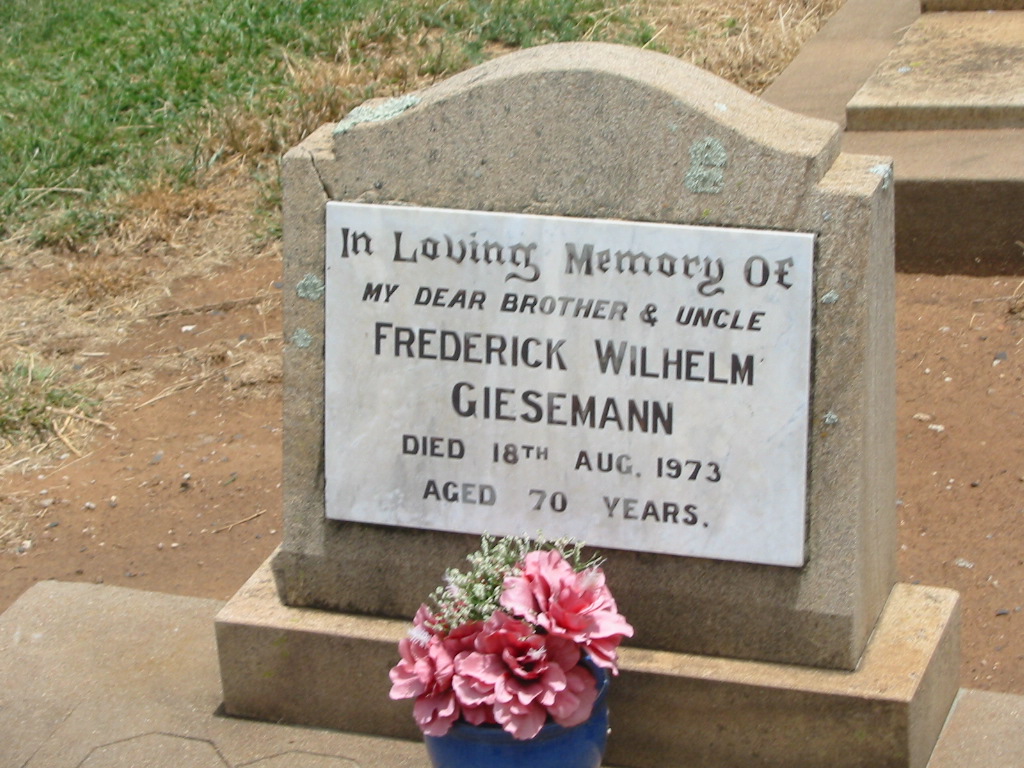 In Loving Memory Of
MY DEAR BROTHER & UNCLE
FREDERICK WILHELM
GIESEMANN
DIED 18TH AUG. 1973
AGED 70 YEARS.